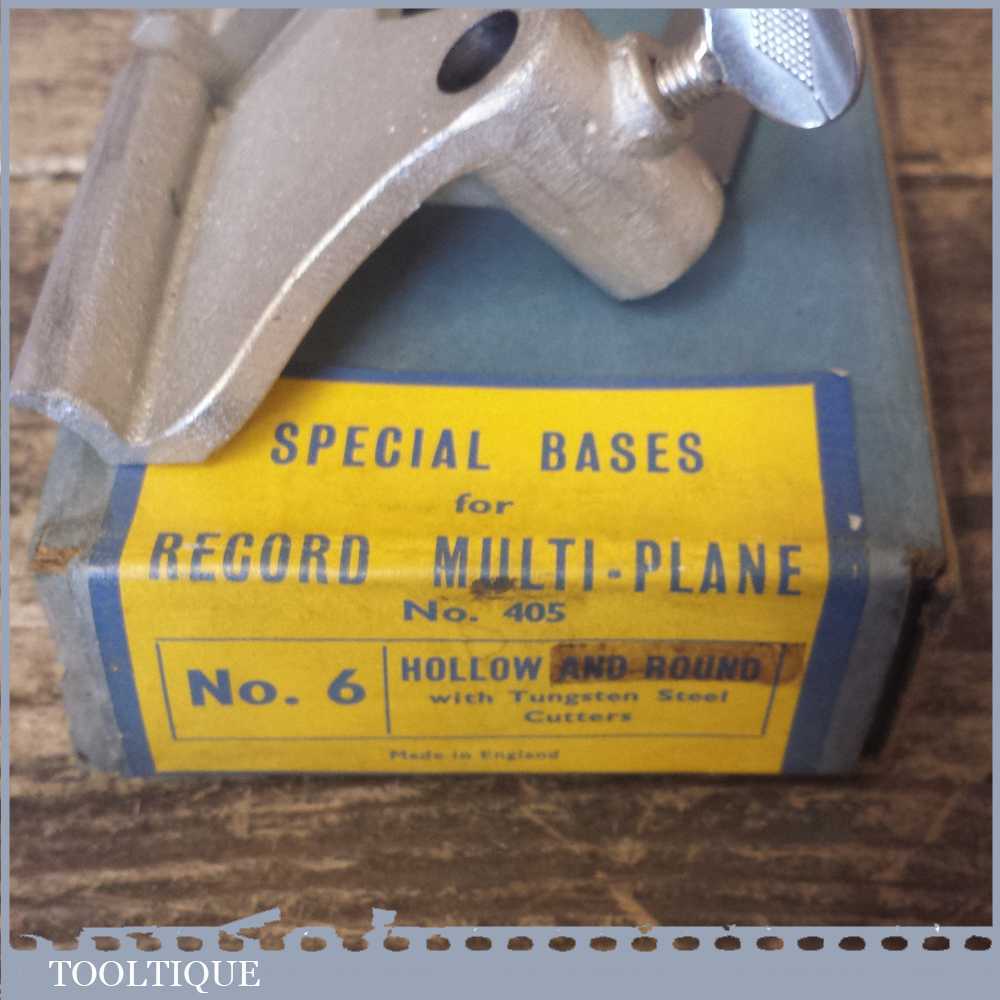 SPECIAL BASES
for
RECORD MULTI-PLANE
No. 405
No. 6
HOLLOW AND ROUND
with Tungsten Steel
Cutters
Made in England
TOOLTIQUE